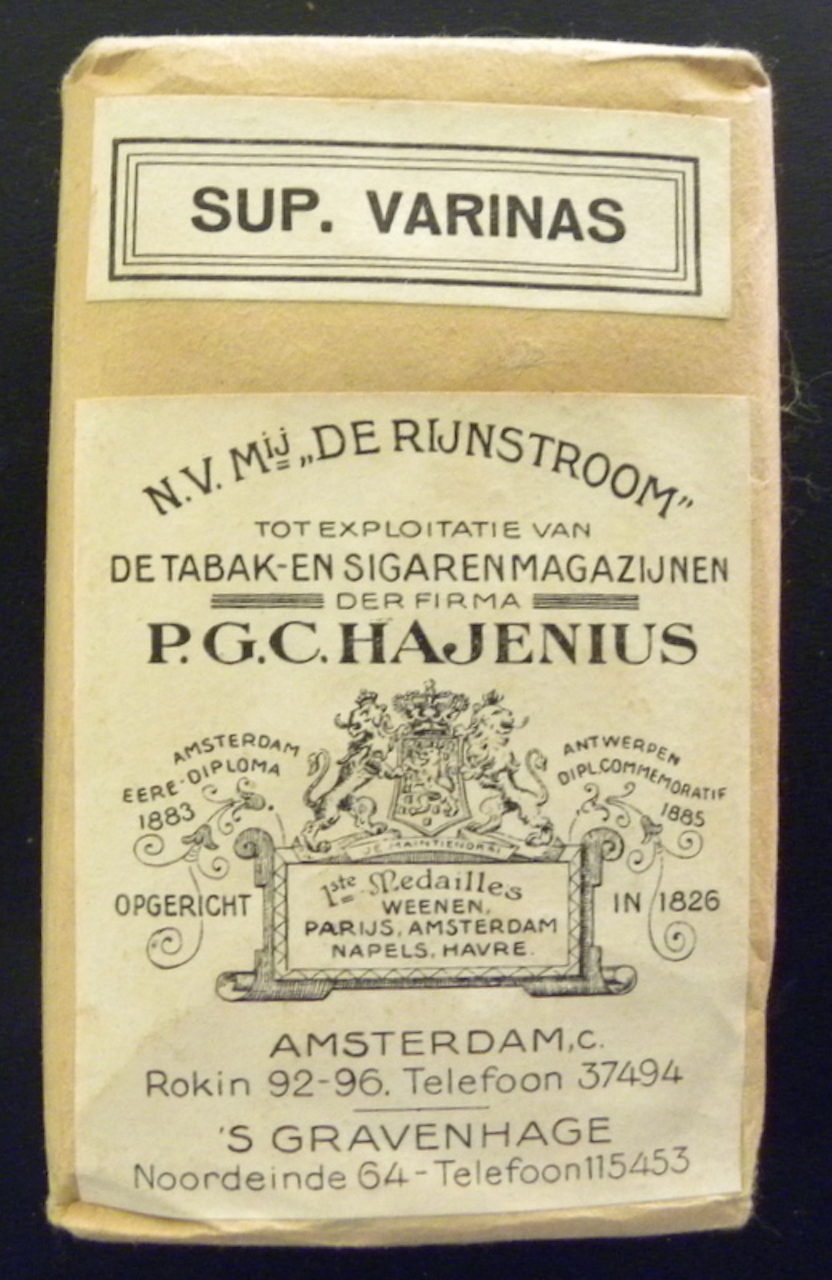 SUP. VARINAS
N.V. Mij „DE RIJNSTROOM”
TOT EXPLOITATIE VAN
DE TABAK-EN SIGARENMAGAZIJNEN
DER FIRMA
P.G.C. HAJENIUS
AMSTERDAM
EERE-DIPLOMA
1883
ANTWERPEN
DIPL.COMMEMORATIF
1885
JE MAINTIENDRAI
OPGERICHT
IN 1826
1ste Medailles
WEENEN,
PARIJS, AMSTERDAM
NAPELS, HAVRE.
AMSTERDAM,C.
Rokin 92-96. Telefoon 37494
'S GRAVENHAGE
Noordeinde 64-Telefoon 115453